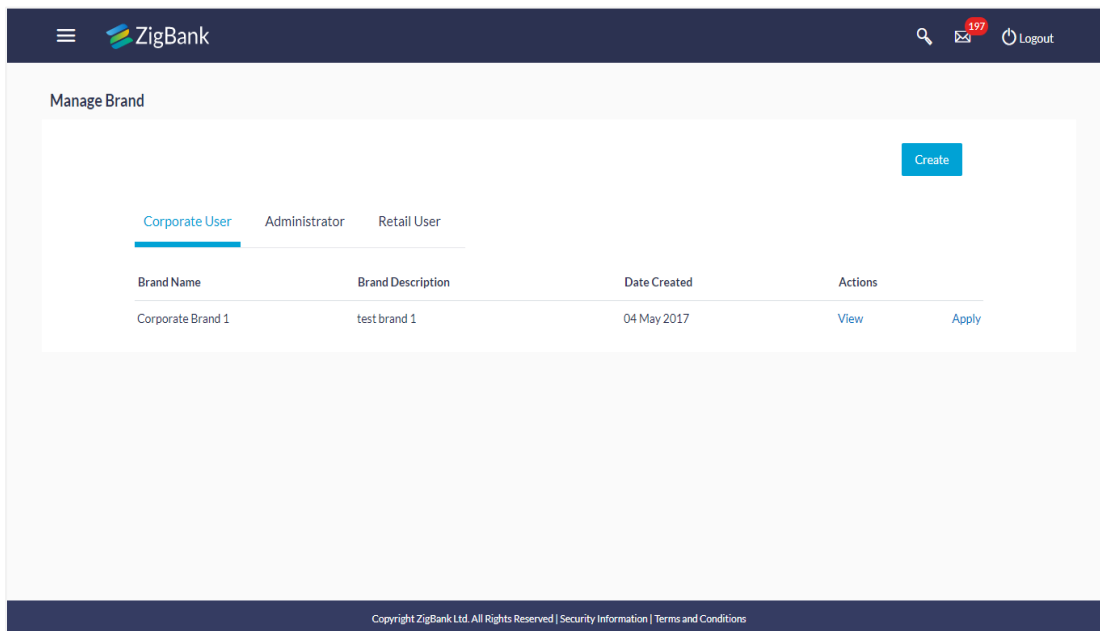 ZigBank 197 Logout
Manage Brand
Create
Corporate User Administrator Retail User
Brand Name Brand Description Date Created Actions
Corporate Brand 1 test brand 1 04 May 2017 View Apply
Copyright ZigBank Ltd. All Rights Reserved | Security Information | Terms and Conditions